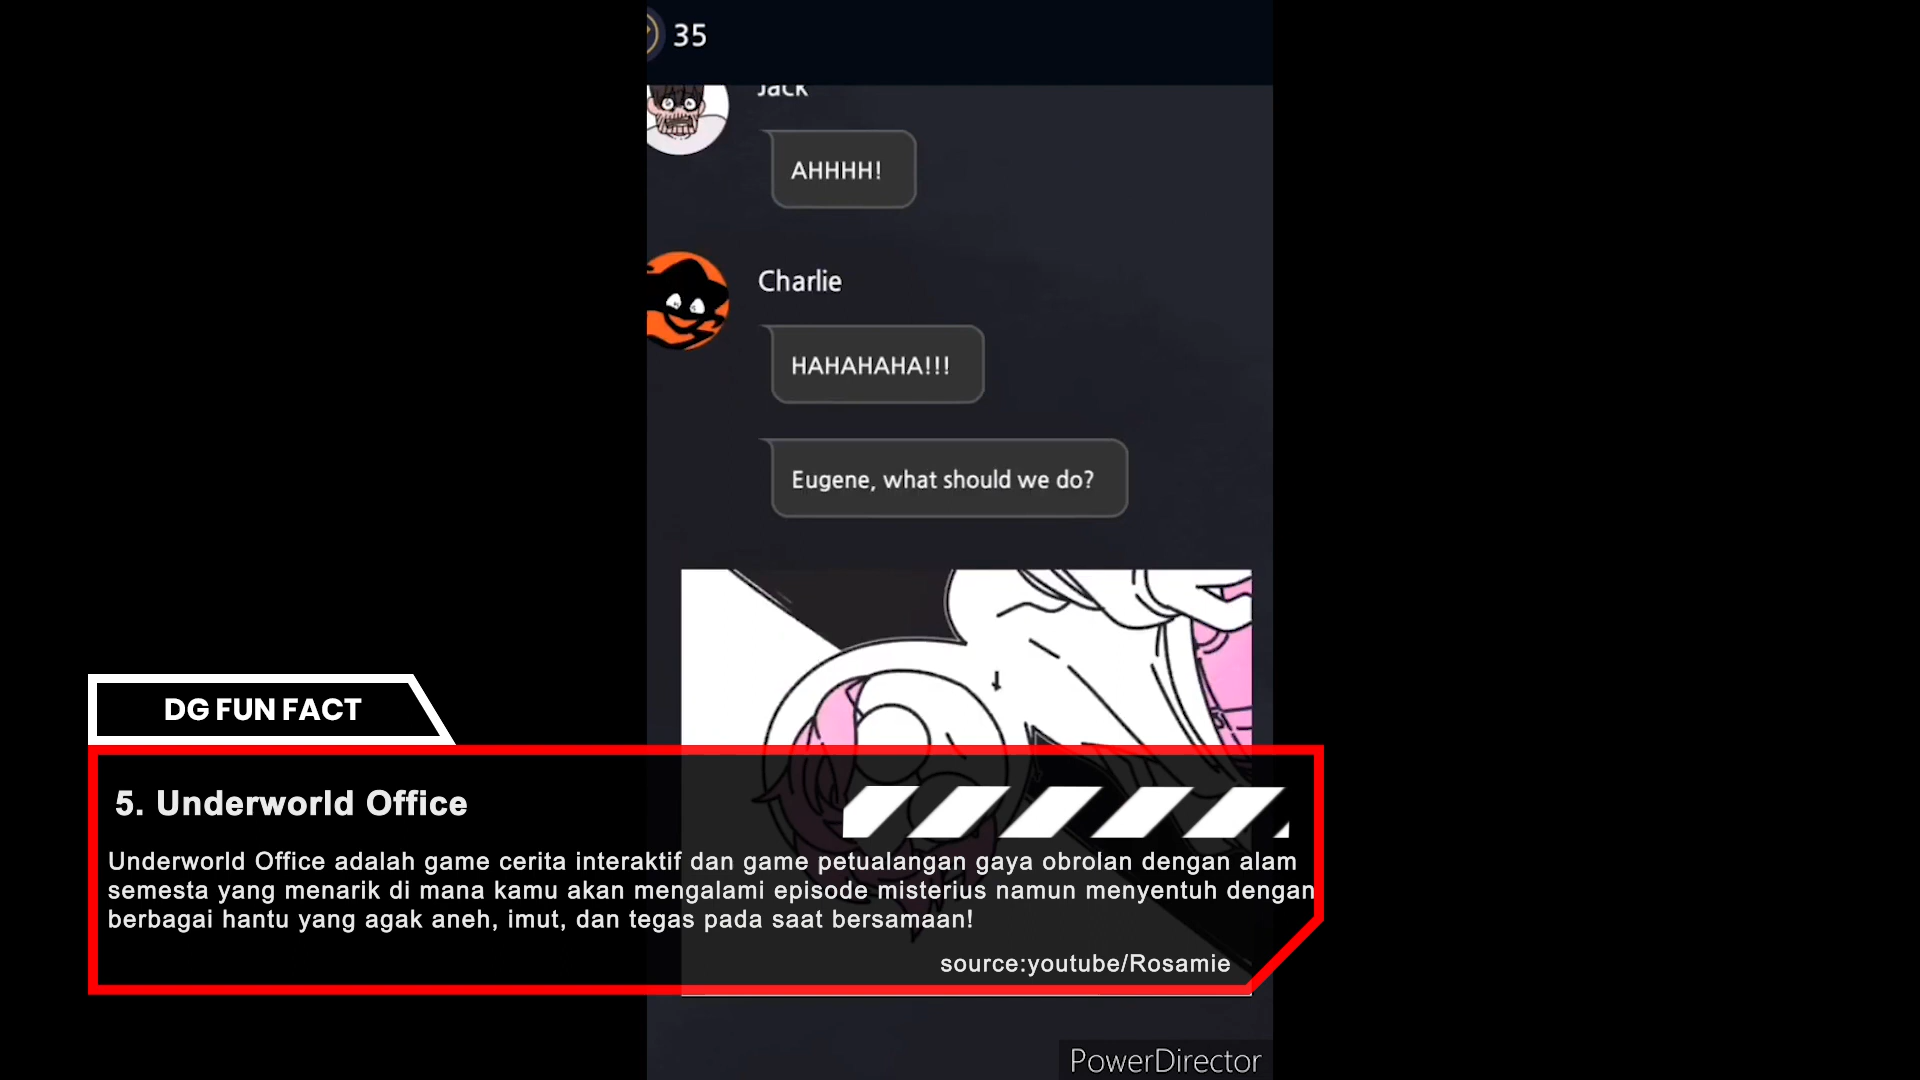 35
Jack
AHHHH!
Charlie
HAHAHAHA!!!
Eugene, what should we do?
DG FUN FACT
5. Underworld Office
Underworld Office adalah game cerita interaktif dan game petualangan gaya obrolan dengan alam
semesta yang menarik di mana kamu akan mengalami episode misterius namun menyentuh dengan
berbagai hantu yang agak aneh, imut, dan tegas pada saat bersamaan!
source:youtube/Rosamie
PowerDirector